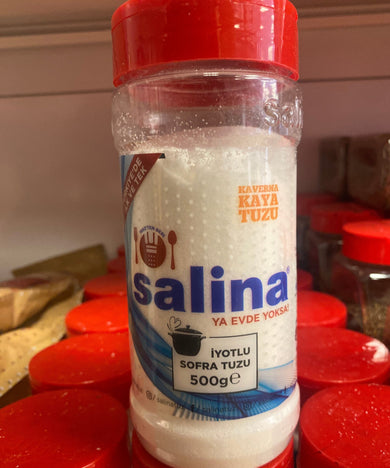 KAVERNA
KAYA
TUZU
salina®
YA EVDE YOKSA!
İYOTLU
SOFRA TUZU
500g℮